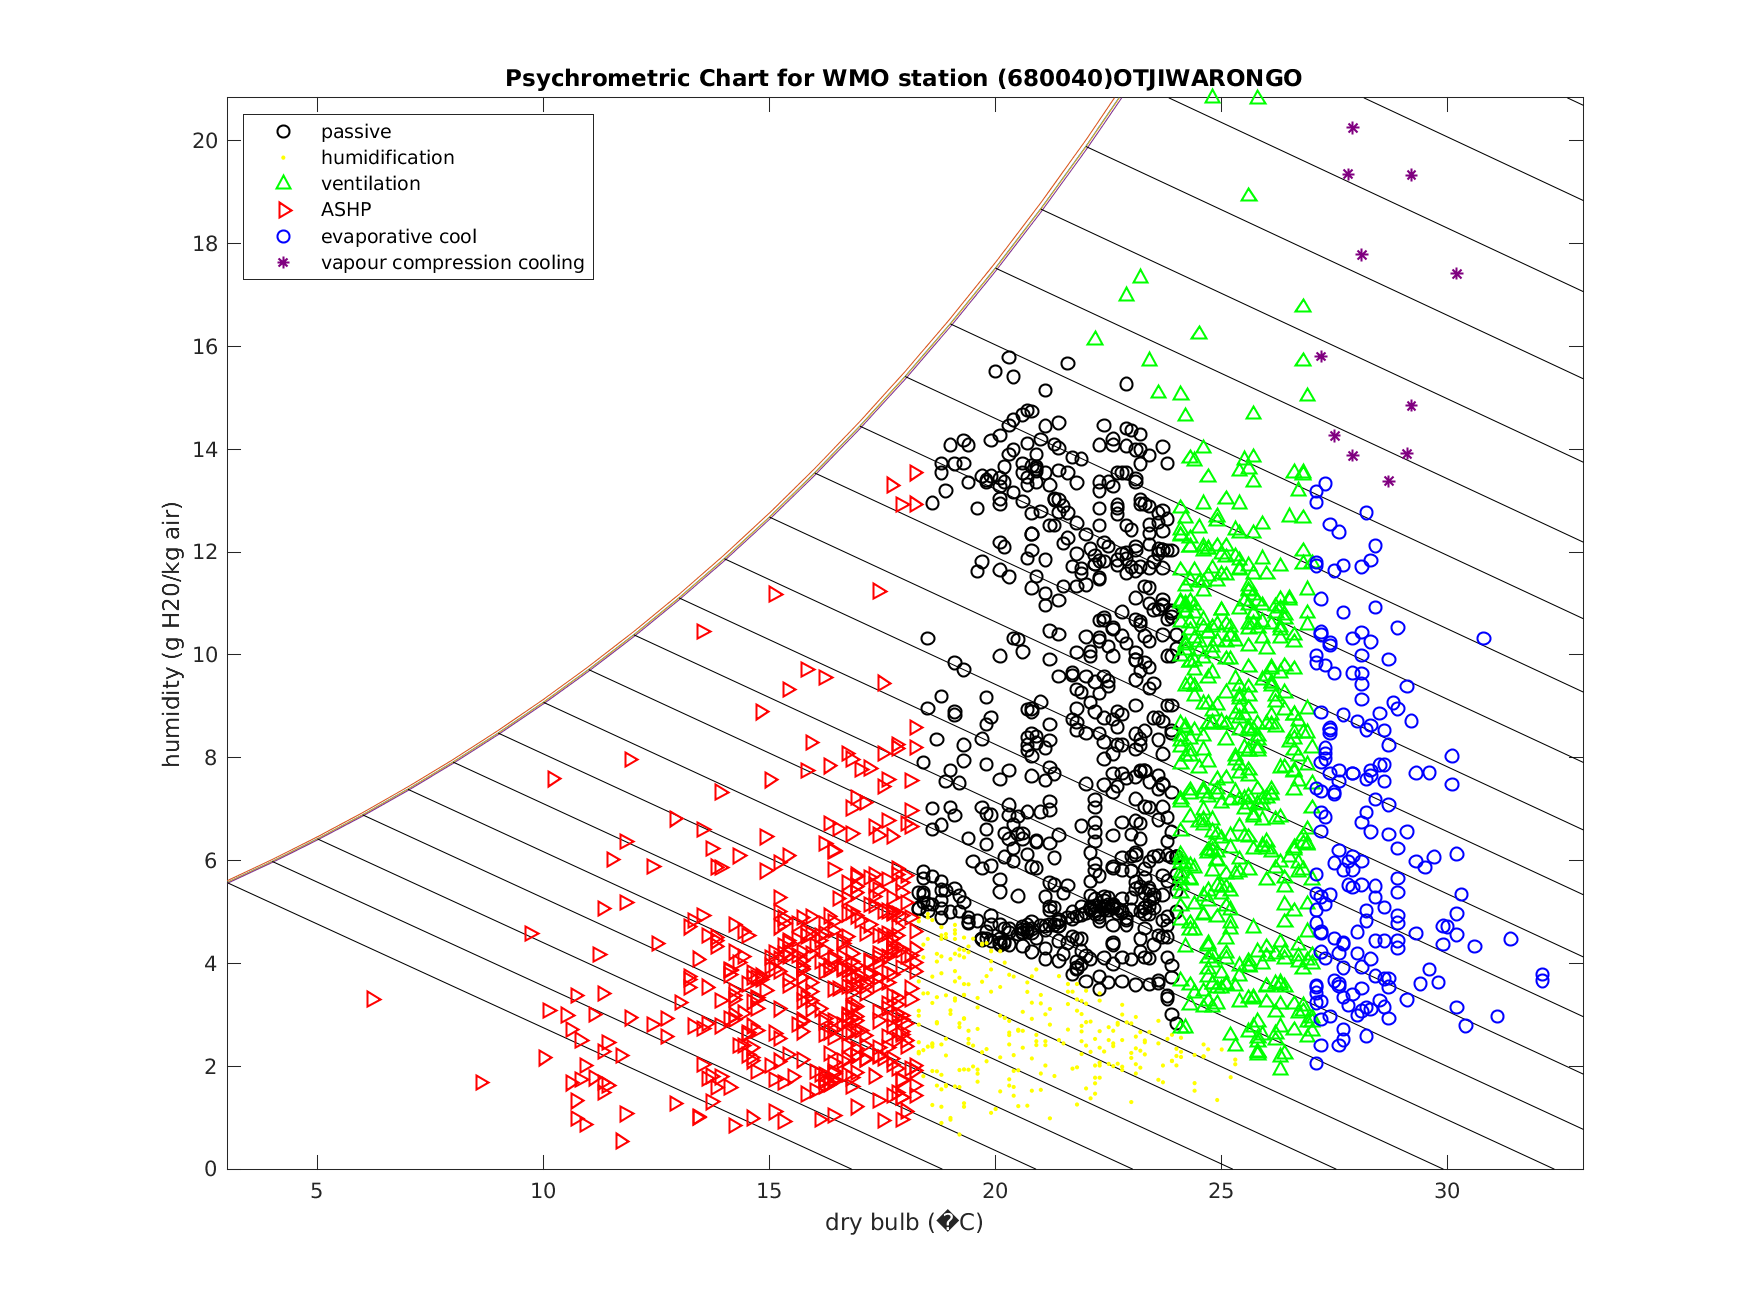 Psychrometric Chart for WMO station (680040)OTJIWARONGO
passive
humidification
ventilation
ASHP
evaporative cool
vapour compression cooling
humidity (g H20/kg air)
20
18
16
14
12
10
8
6
4
2
0
5 10 15 20 25 30
dry bulb (�C)